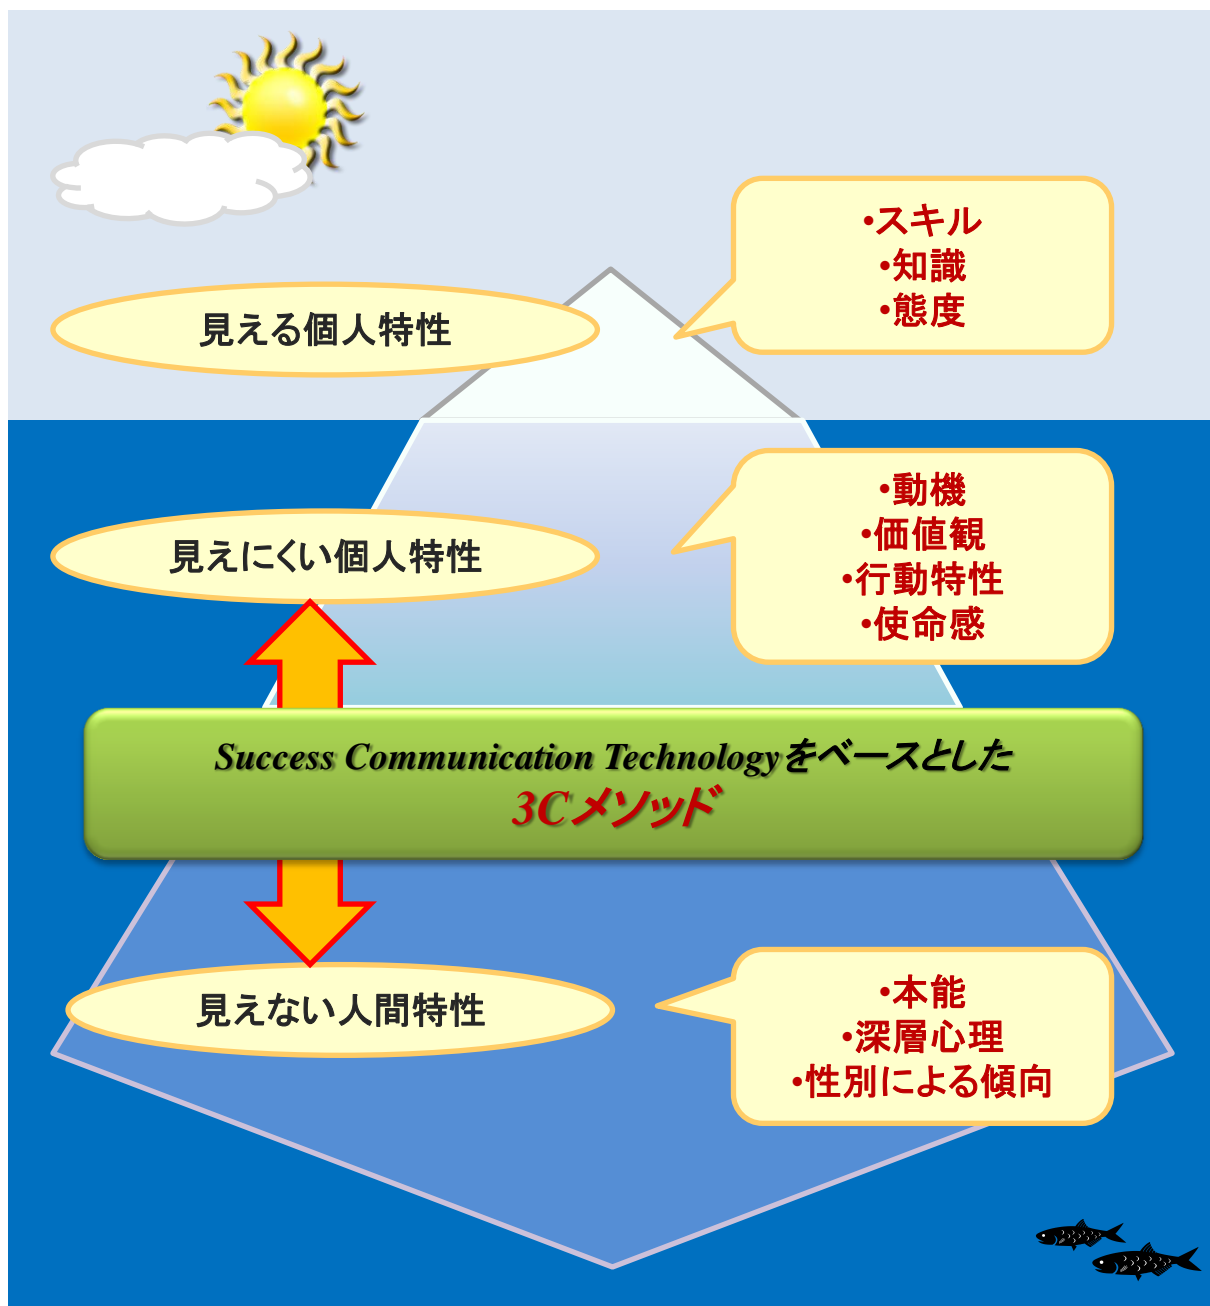 ・スキル
・知識
・態度
見える個人特性
・動機
・価値観
・行動特性
・使命感
見えにくい個人特性
Success Communication Technologyをベースとした
3Cメソッド
見えない人間特性
・本能
・深層心理
・性別による傾向